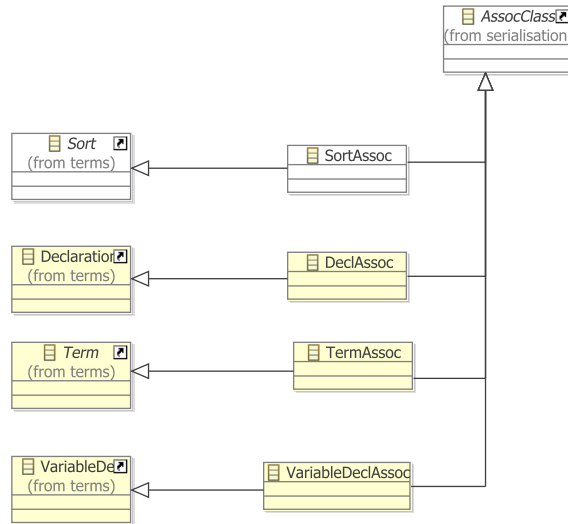 AssocClass
(from serialisation
Sort
(from terms)
SortAssoc
Declaration
(from terms)
DeclAssoc
Term
(from terms)
TermAssoc
VariableDe
(from terms)
VariableDeclAssoc